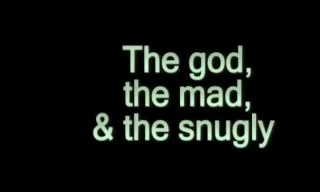 The god,
the mad,
& the snugly